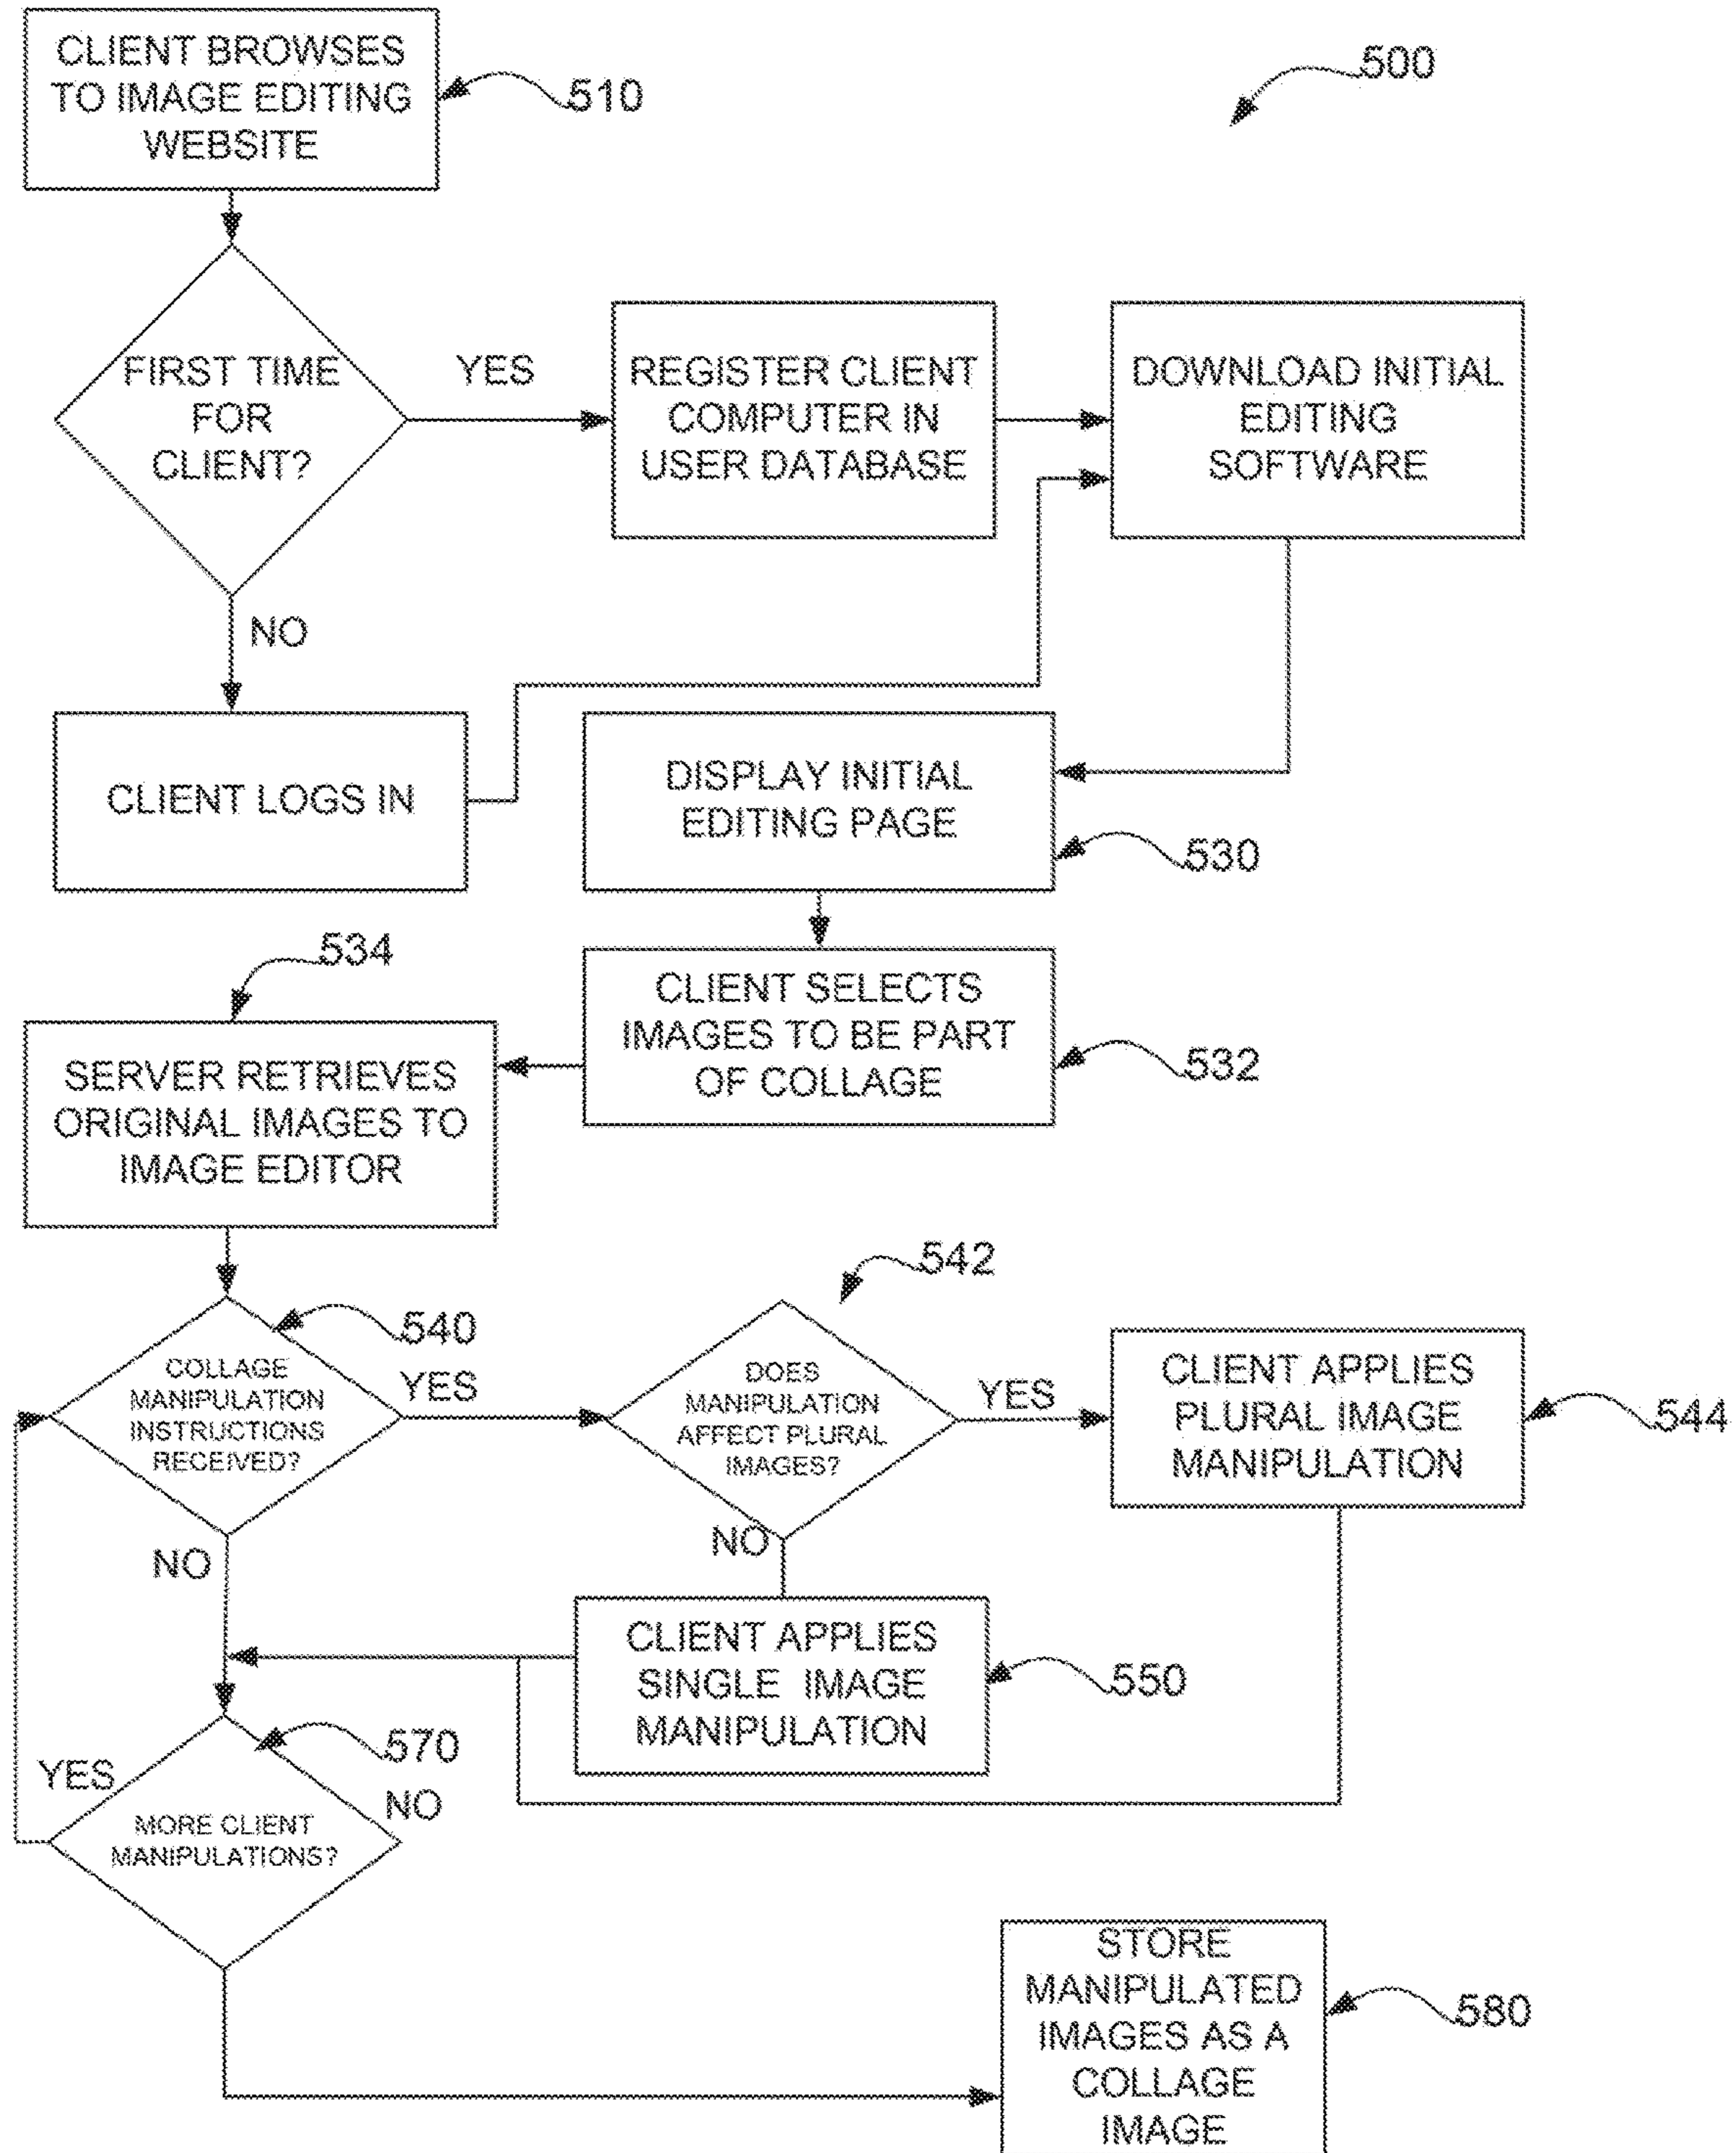 CLIENT BROWSES
TO IMAGE EDITING
WEBSITE
510
500
FIRST TIME
FOR
CLIENT?
YES
REGISTER CLIENT
COMPUTER IN
USER DATABASE
DOWNLOAD INITIAL
EDITING
SOFTWARE
NO
CLIENT LOGS IN
DISPLAY INITIAL
EDITING PAGE
530
CLIENT SELECTS
IMAGES TO BE PART
OF COLLAGE
532
534
SERVER RETRIEVES
ORIGINAL IMAGES TO
IMAGE EDITOR
540
COLLAGE
MANIPULATION
INSTRUCTIONS
RECEIVED?
YES
542
DOES
MANIPULATION
AFFECT PLURAL
IMAGES?
YES
CLIENT APPLIES
PLURAL IMAGE
MANIPULATION
544
NO
NO
CLIENT APPLIES
SINGLE IMAGE
MANIPULATION
550
570
YES
NO
MORE CLIENT
MANIPULATIONS?
STORE
MANIPULATED
IMAGES AS A
COLLAGE
IMAGE
580